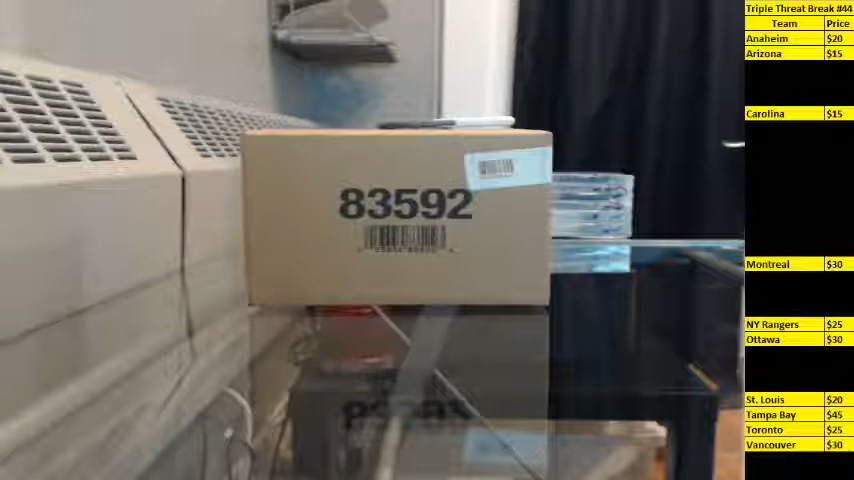 83592
Triple Threat Break #44
Team Price
Anaheim $20
Arizona $15
Carolina $15
Montreal $30
NY Rangers $25
Ottawa $30
St. Louis $20
Tampa Bay $45
Toronto $25
Vancouver $30